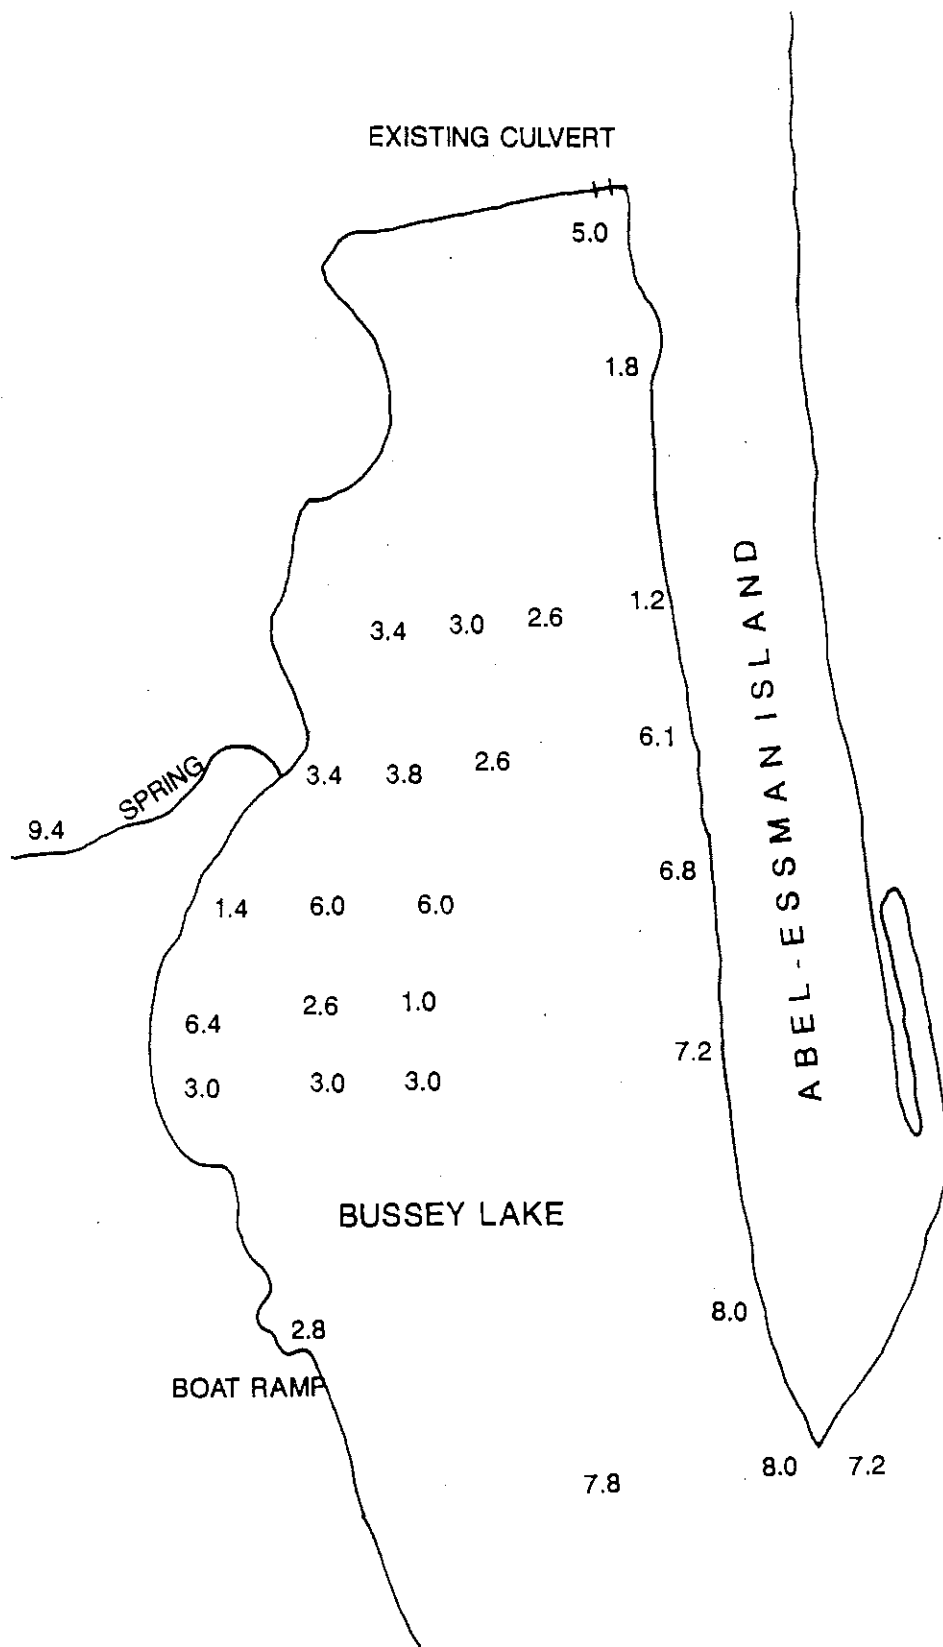 EXISTING CULVERT
5.0
1.8
1.2
3.4 3.0 2.6
6.1
3.4 3.8 2.6
SPRING
9.4
6.8
1.4 6.0 6.0
6.4 2.6 1.0
7.2
3.0 3.0 3.0
ABEL-ESSMAN ISLAND
BUSSEY LAKE
8.0
2.8
BOAT RAMP
7.8 8.0 7.2